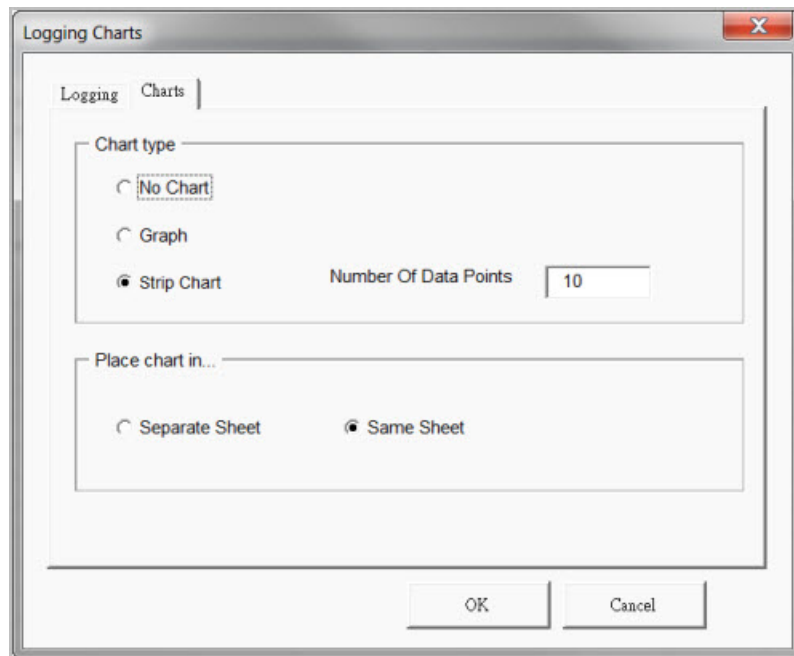 Logging Charts
Logging Charts
Chart type
No Chart
Graph
Strip Chart Number Of Data Points 10
Place chart in...
Separate Sheet Same Sheet
OK Cancel